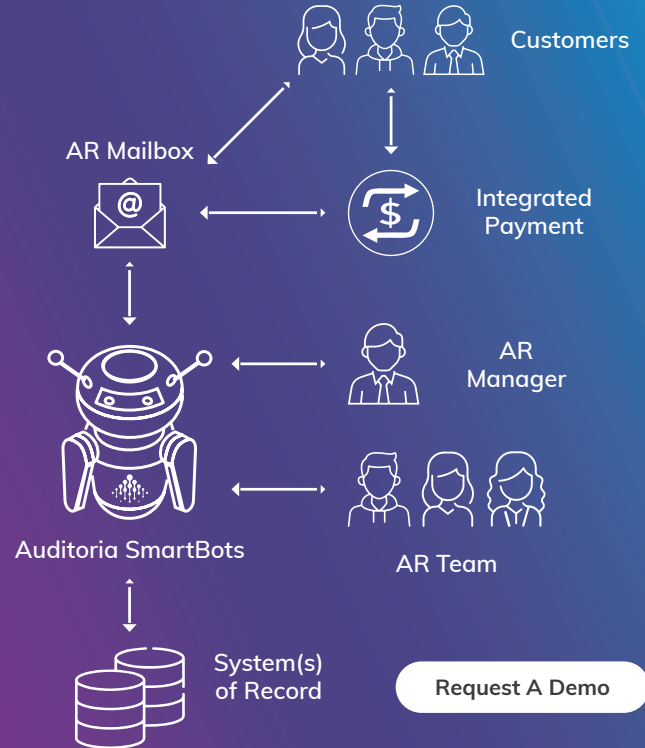 Customers
AR Mailbox
@
Integrated
Payment
$
AR
Manager
Auditoria SmartBots
AR Team
System(s)
of Record
Request A Demo